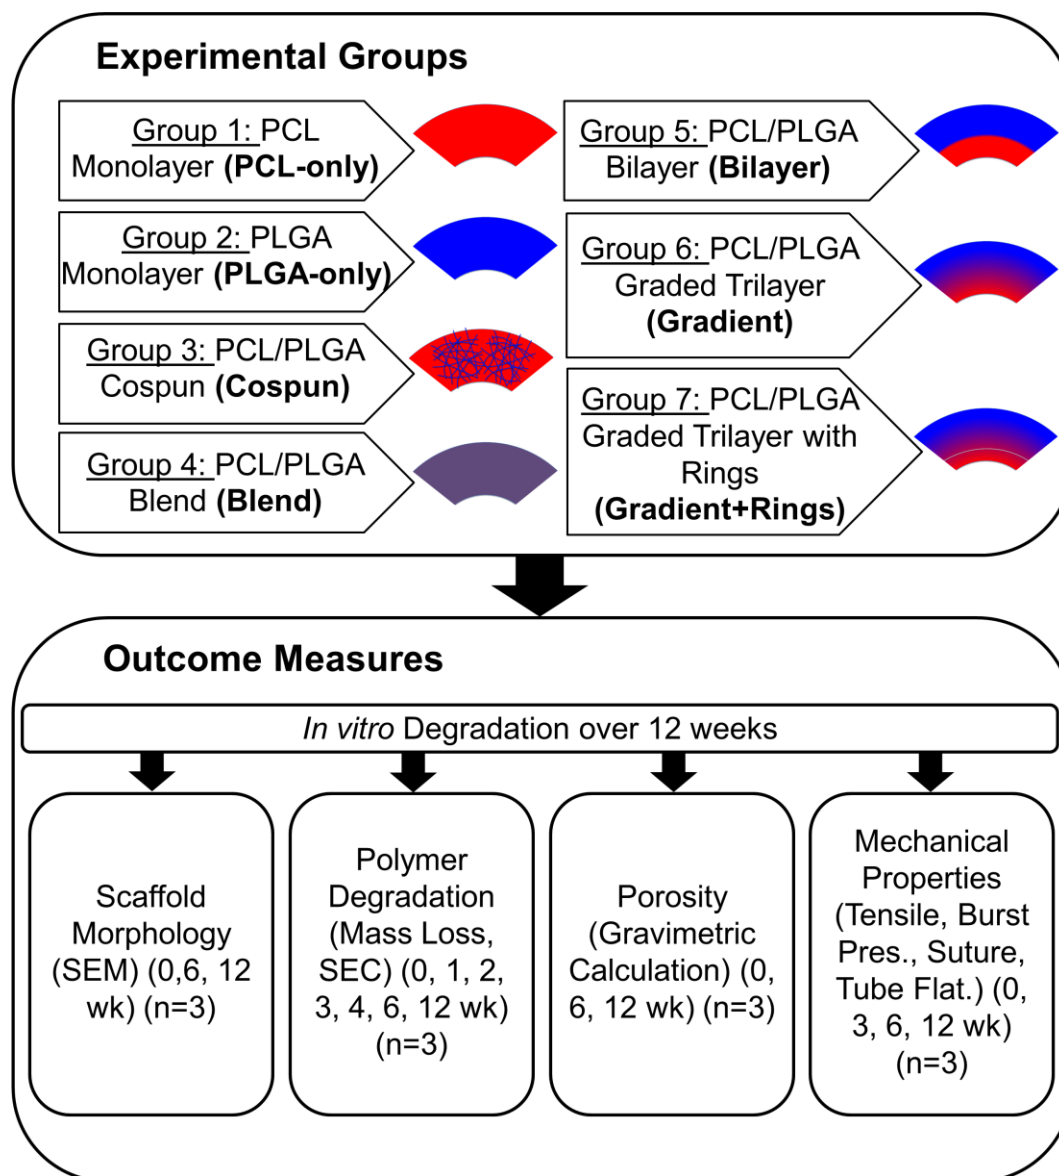 Experimental Groups
Group 1: PCL
Monolayer (PCL-only)
Group 2: PLGA
Monolayer (PLGA-only)
Group 3: PCL/PLGA
Cospun (Cospun)
Group 4: PCL/PLGA
Blend (Blend)
Group 5: PCL/PLGA
Bilayer (Bilayer)
Group 6: PCL/PLGA
Graded Trilayer
(Gradient)
Group 7: PCL/PLGA
Graded Trilayer with
Rings
(Gradient+Rings)
Outcome Measures
In vitro Degradation over 12 weeks
Scaffold
Morphology
(SEM) (0,6, 12
wk) (n=3)
Polymer
Degradation
(Mass Loss,
SEC) (0, 1, 2,
3, 4, 6, 12 wk)
(n=3)
Porosity
(Gravimetric
Calculation) (0,
6, 12 wk) (n=3)
Mechanical
Properties
(Tensile, Burst
Pres., Suture,
Tube Flat.) (0,
3, 6, 12 wk)
(n=3)